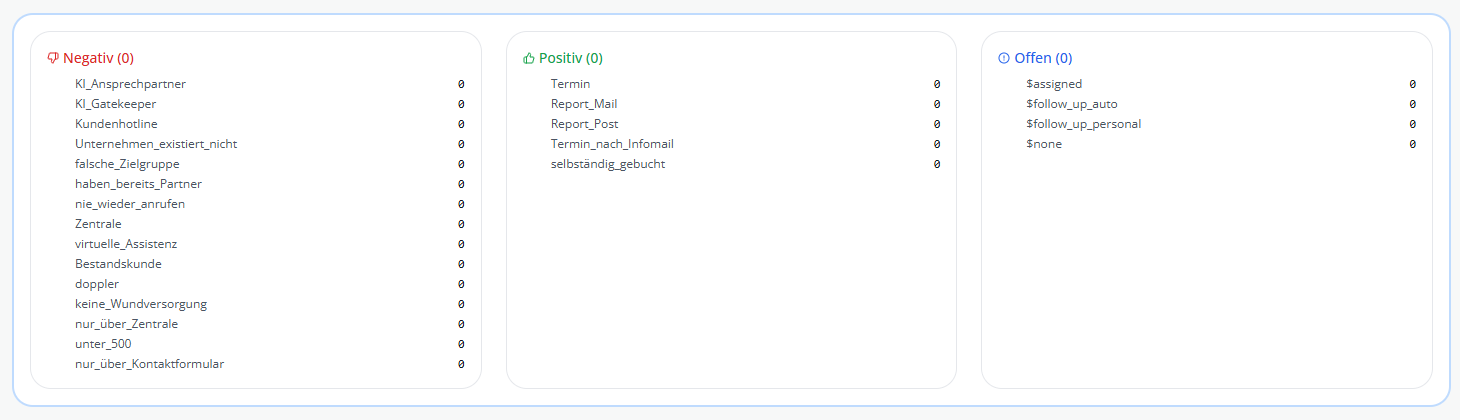 Negativ (0)
KI_Ansprechpartner 0
KI_Gatekeeper 0
Kundenhotline 0
Unternehmen_existiert_nicht 0
falsche_Zielgruppe 0
haben_bereits_Partner 0
nie_wieder_anrufen 0
Zentrale 0
virtuelle_Assistenz 0
Bestandskunde 0
doppler 0
keine_Wundversorgung 0
nur_über_Zentrale 0
unter_500 0
nur_über_Kontaktformular 0
Positiv (0)
Termin 0
Report_Mail 0
Report_Post 0
Termin_nach_Infomail 0
selbständig_gebucht 0
Offen (0)
$assigned 0
$follow_up_auto 0
$follow_up_personal 0
$none 0